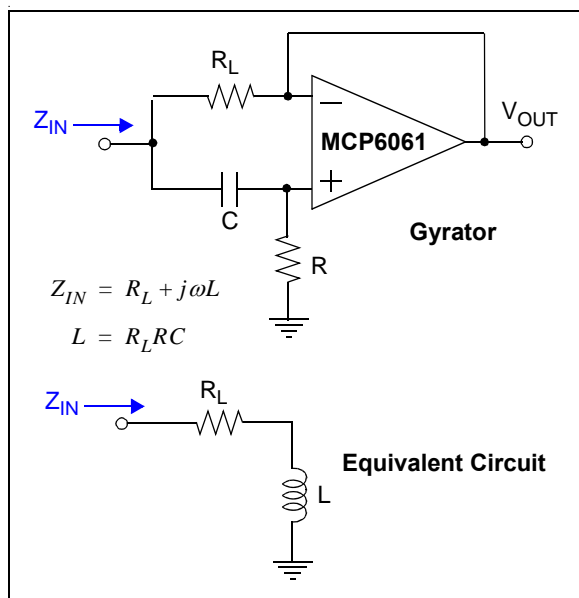 R_L
Z_IN
V_OUT
−
MCP6061
+
C
Gyrator
R
Z_IN = R_L + jωL
L = R_L RC
Z_IN
R_L
Equivalent Circuit
L